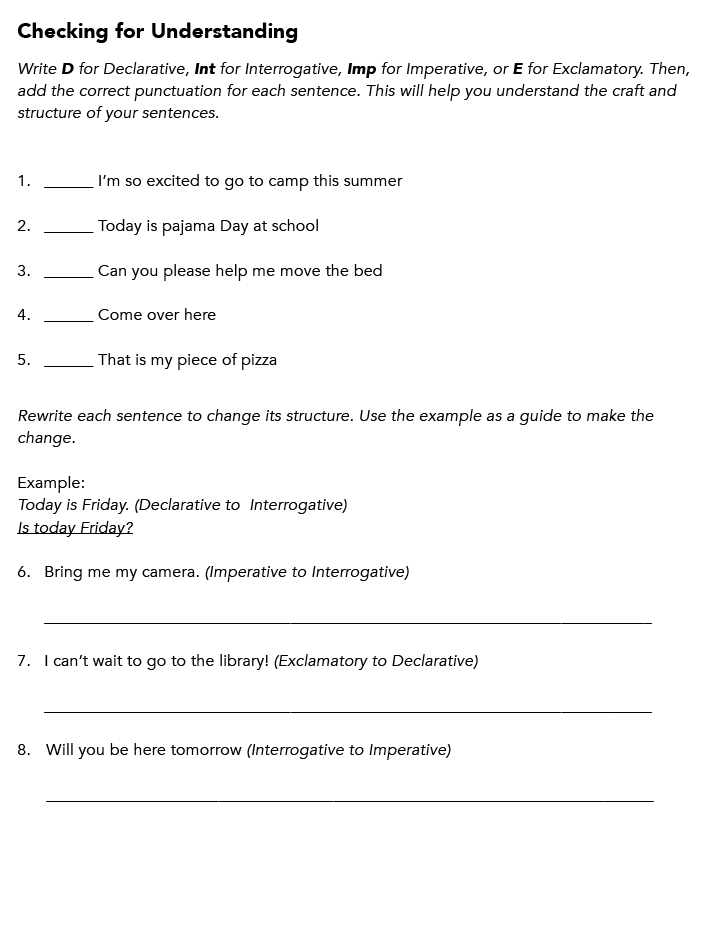 Checking for Understanding
Write D for Declarative, Int for Interrogative, Imp for Imperative, or E for Exclamatory. Then,
add the correct punctuation for each sentence. This will help you understand the craft and
structure of your sentences.
1. ______ I’m so excited to go to camp this summer
2. ______ Today is pajama Day at school
3. ______ Can you please help me move the bed
4. ______ Come over here
5. ______ That is my piece of pizza
Rewrite each sentence to change its structure. Use the example as a guide to make the
change.
Example:
Today is Friday. (Declarative to  Interrogative)
Is today Friday?
6. Bring me my camera. (Imperative to Interrogative)
7. I can’t wait to go to the library! (Exclamatory to Declarative)
8. Will you be here tomorrow (Interrogative to Imperative)